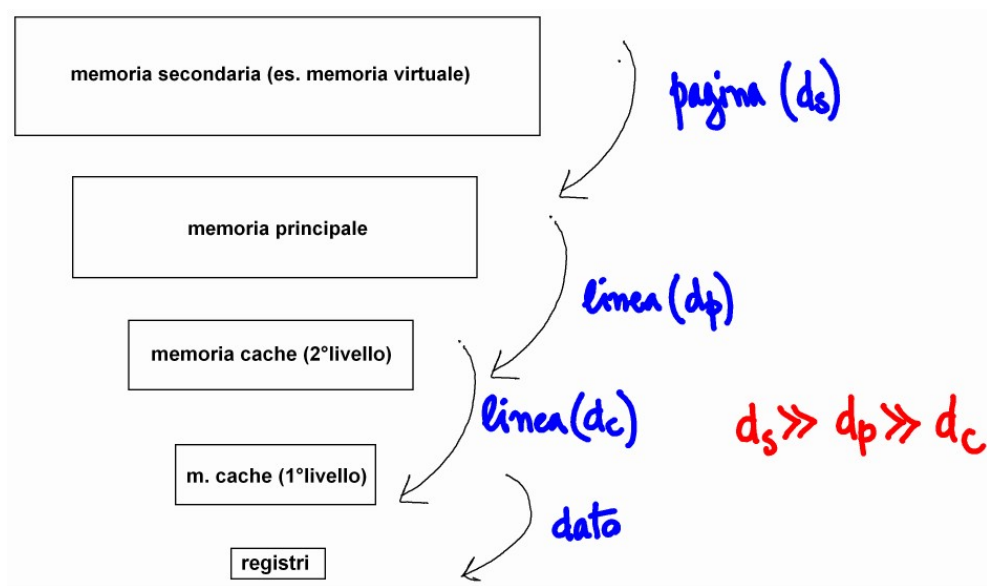 memoria secondaria (es. memoria virtuale)
pagina (ds)
memoria principale
linea (dp)
memoria cache (2°livello)
linea (dc)
ds >> dp >> dc
m. cache (1°livello)
dato
registri